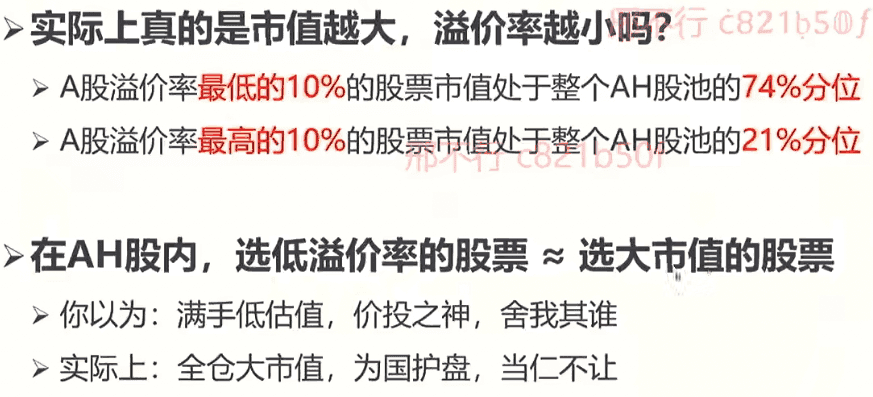 实际上真的是市值越大，溢价率越小吗？
邢不行 c821b50f
A股溢价率最低的10%的股票市值处于整个AH股池的74%分位
A股溢价率最高的10%的股票市值处于整个AH股池的21%分位
邢不行 c821b50f
在AH股内，选低溢价率的股票 ≈ 选大市值的股票
你以为：满手低估值，价投之神，舍我其谁
实际上：全仓大市值，为国护盘，当仁不让